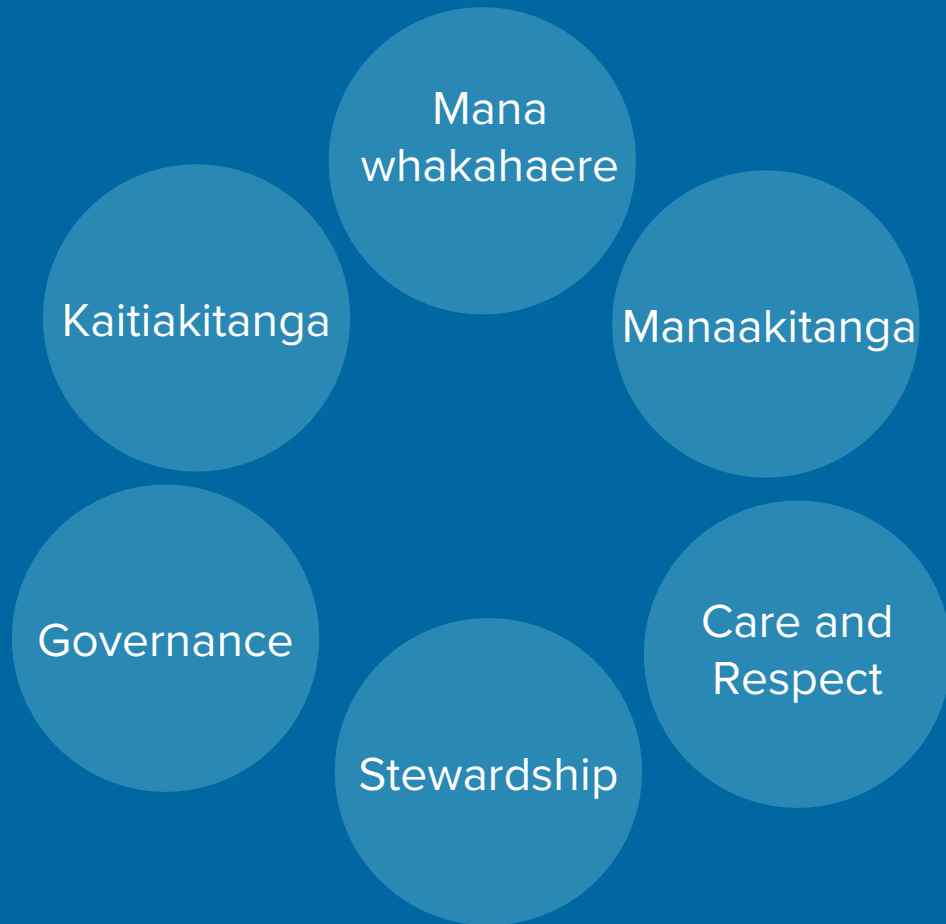 Mana
whakahaere
Kaitiakitanga
Manaakitanga
Governance
Care and
Respect
Stewardship